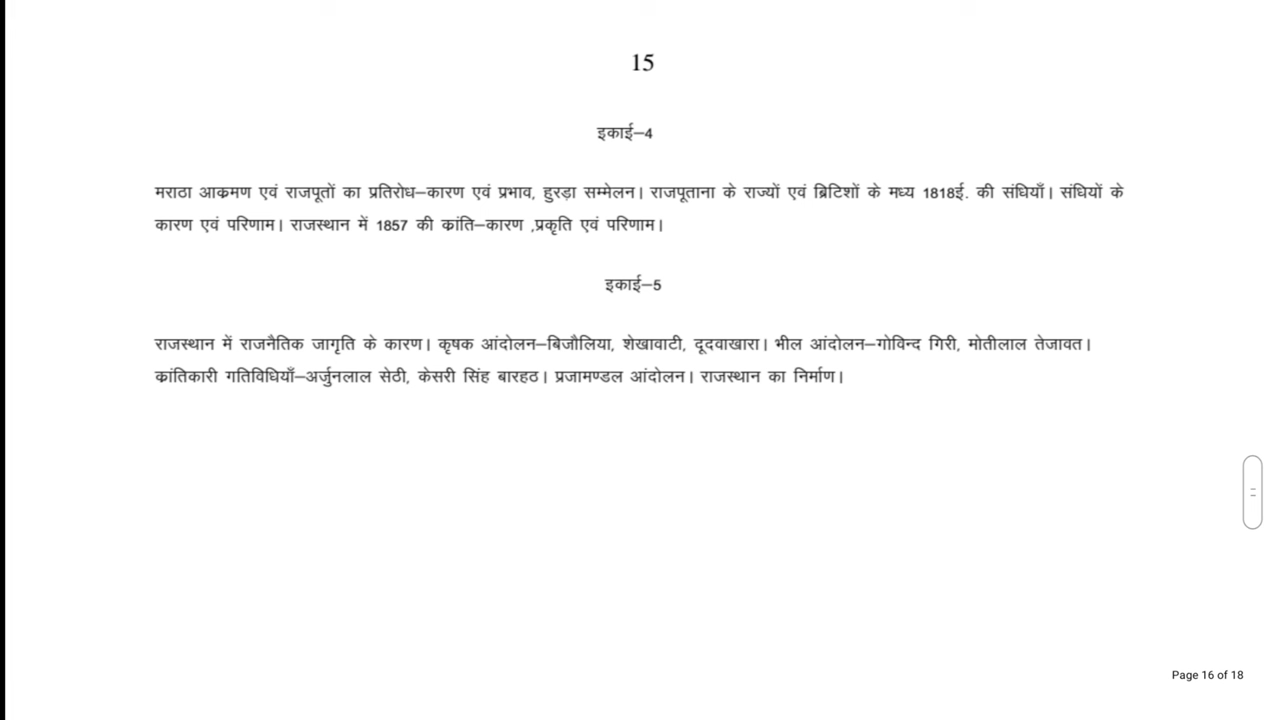 15
इकाई–4
मराठा आक्रमण एवं राजपूतों का प्रतिरोध–कारण एवं प्रभाव, हुरड़ा सम्मेलन। राजपूताना के राज्यों एवं ब्रिटिशों के मध्य 1818ई. की संधियाँ। संधियों के
कारण एवं परिणाम। राजस्थान में 1857 की क्रांति–कारण ,प्रकृति एवं परिणाम।
इकाई–5
राजस्थान में राजनैतिक जागृति के कारण। कृषक आंदोलन–बिजौलिया, शेखावाटी, दूदवाखारा। भील आंदोलन–गोविन्द गिरी, मोतीलाल तेजावत।
क्रांतिकारी गतिविधियाँ–अर्जुनलाल सेठी, केसरी सिंह बारहठ। प्रजामण्डल आंदोलन। राजस्थान का निर्माण।
Page 16 of 18